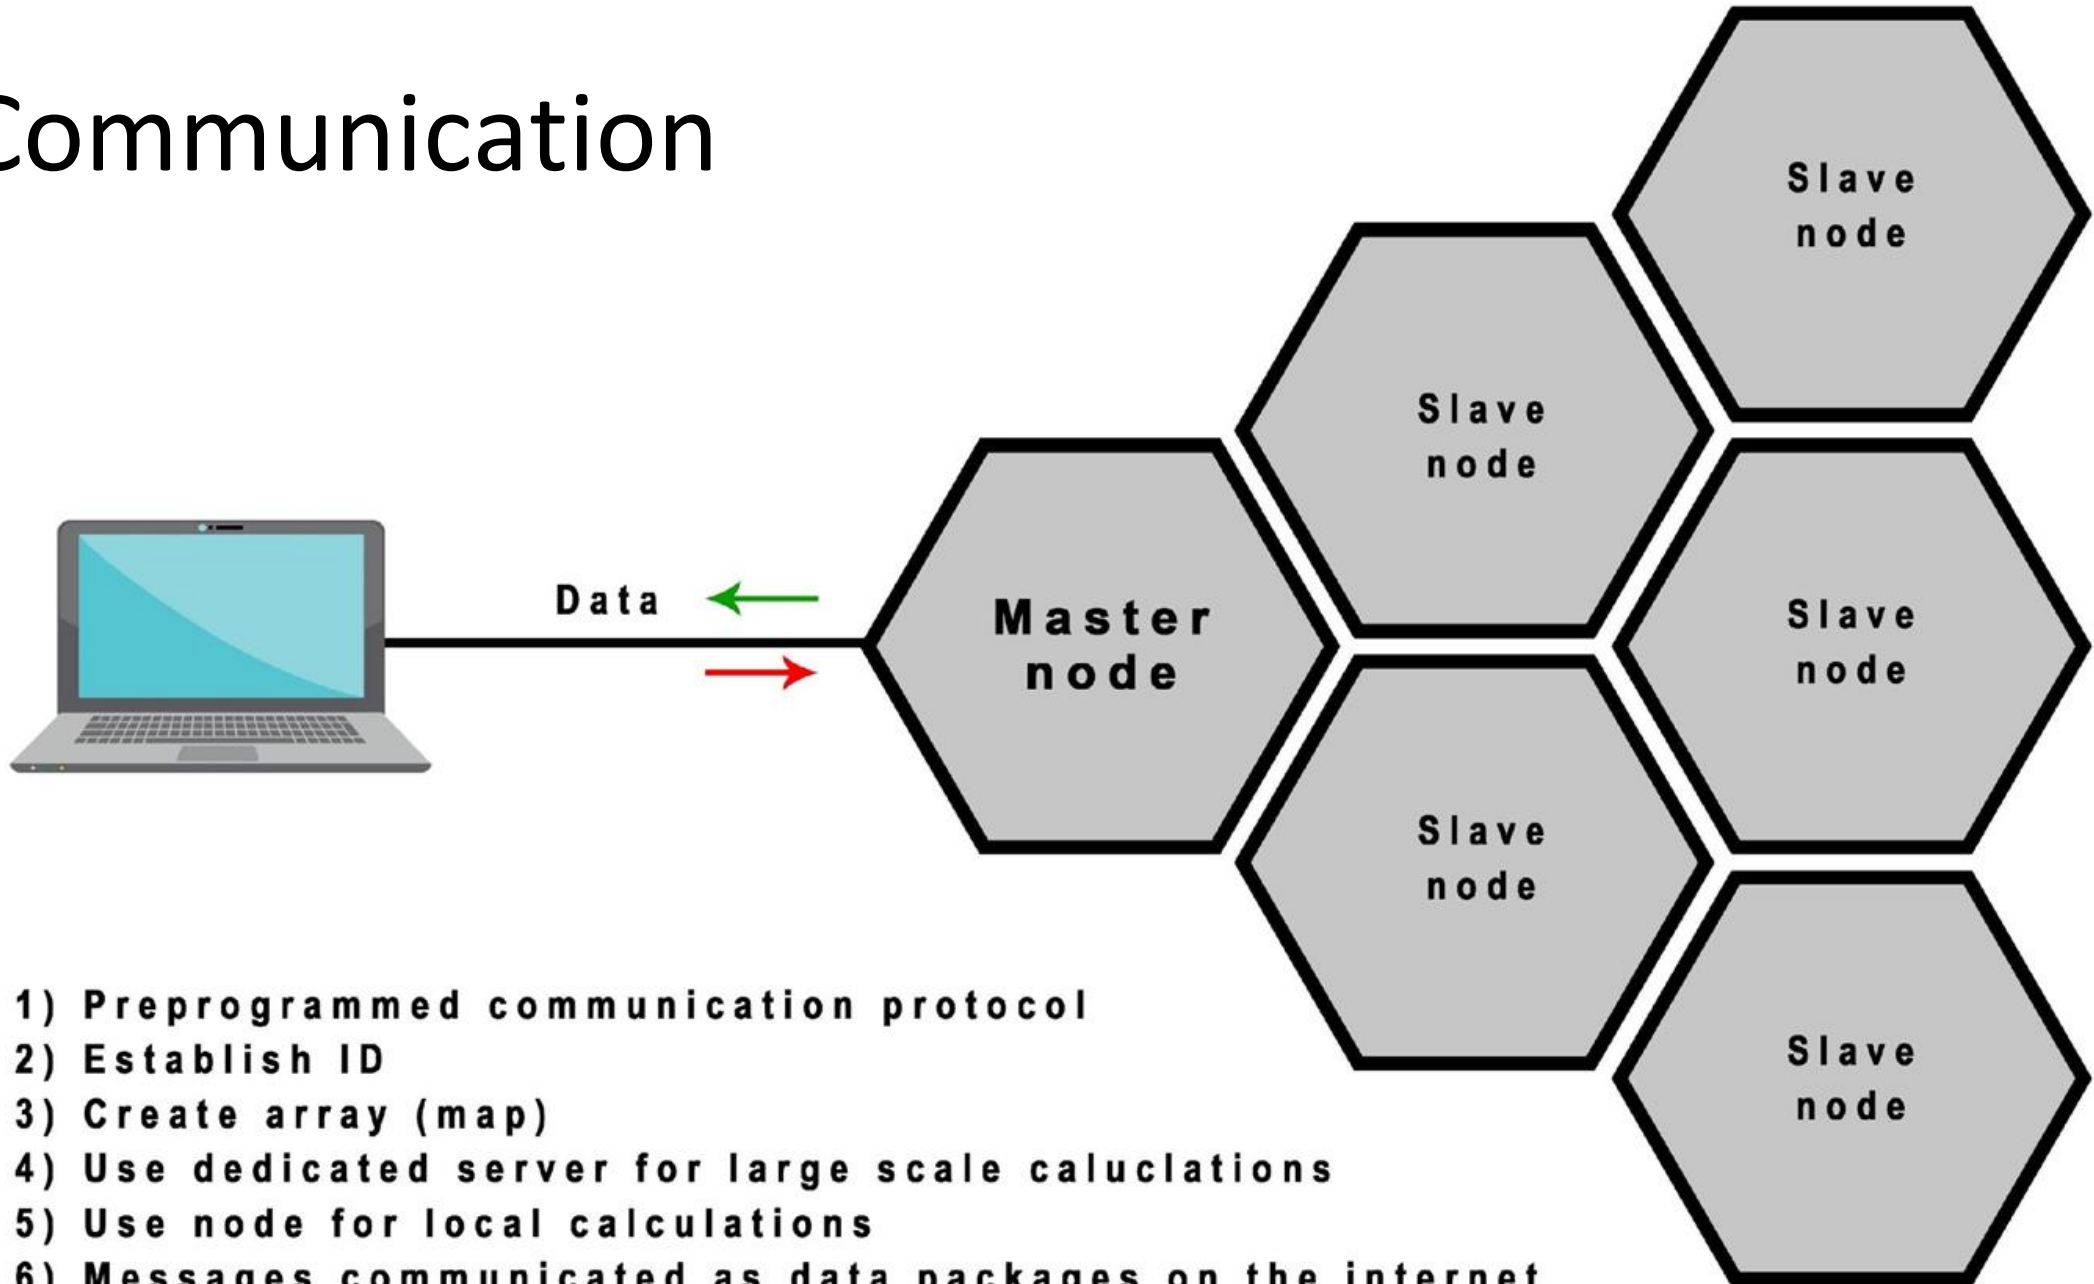 Communication
Slave
node
Slave
node
Data
Master
node
Slave
node
Slave
node
Slave
node
1) Preprogrammed communication protocol
2) Establish ID
3) Create array (map)
4) Use dedicated server for large scale caluclations
5) Use node for local calculations
6) Messages communicated as data packages on the internet